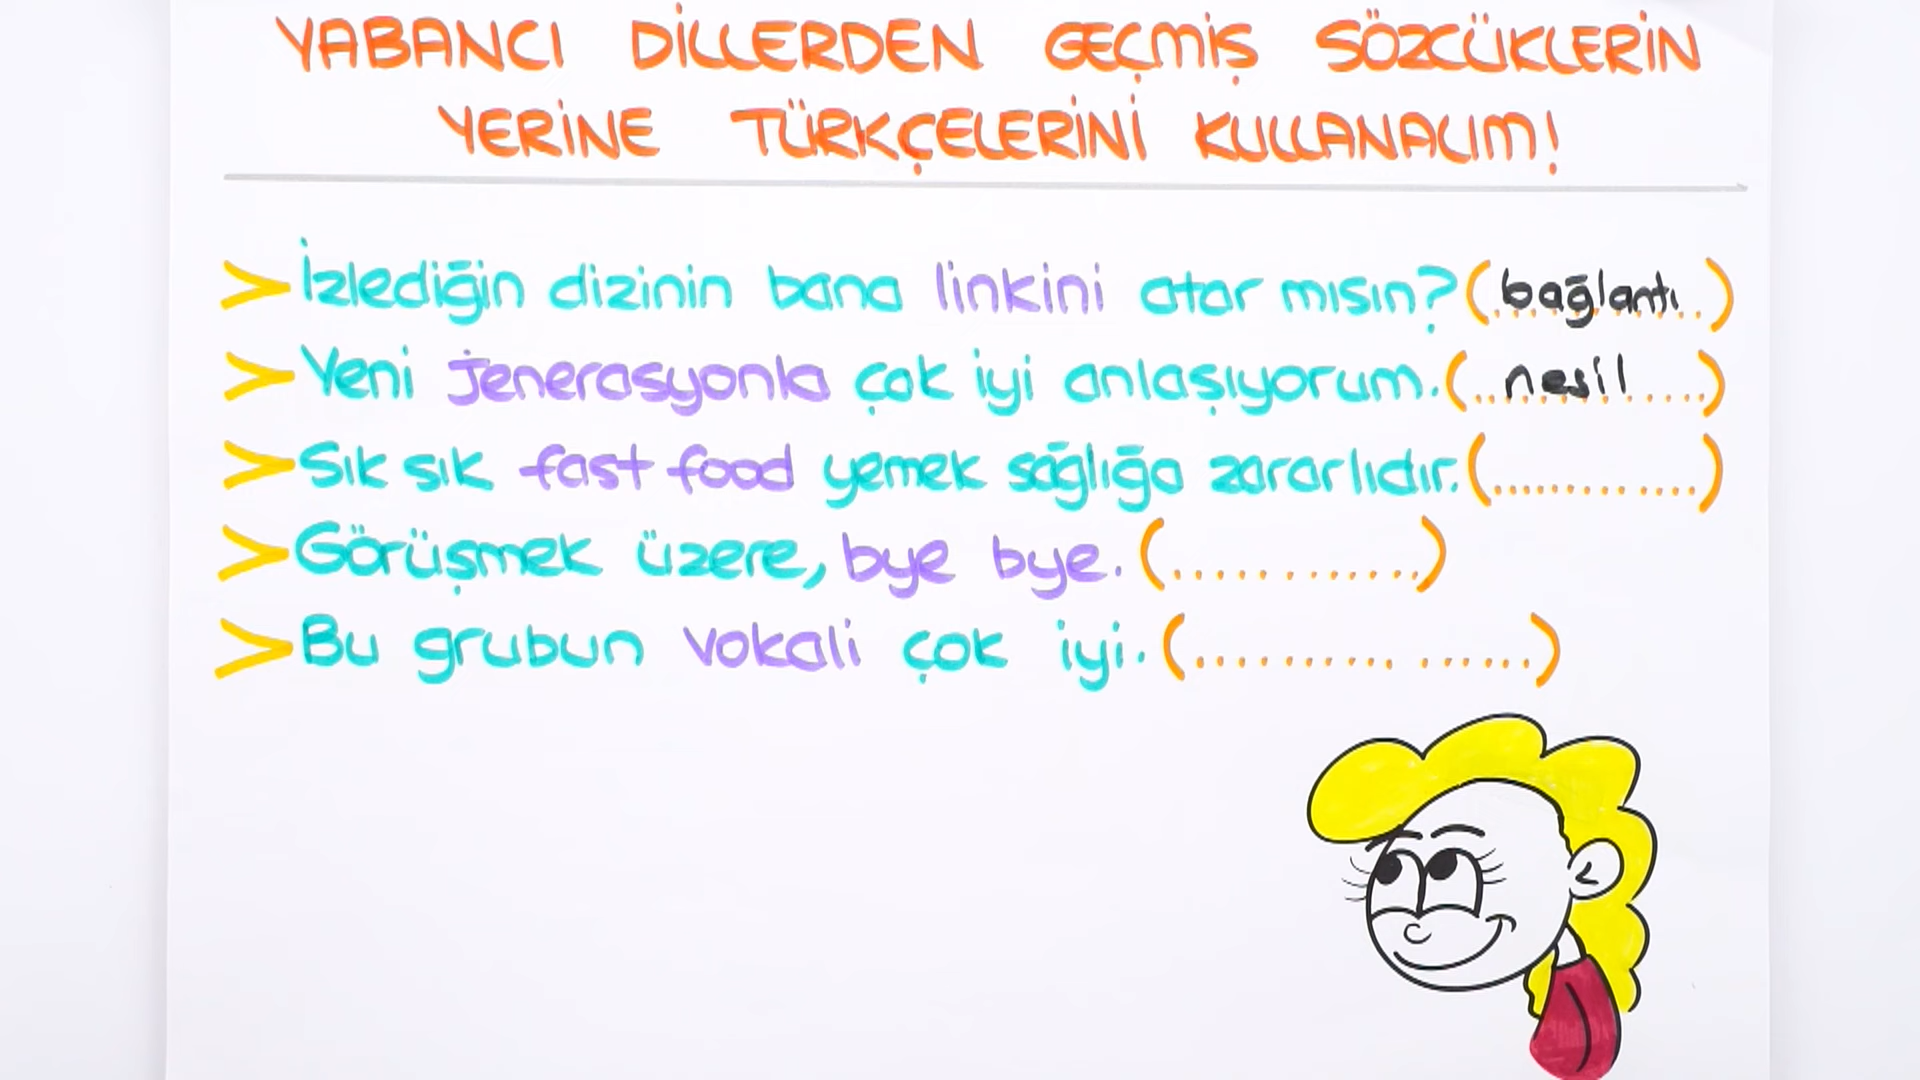 YABANCI DİLLERDEN GEÇMİŞ SÖZCÜKLERİN
YERİNE TÜRKÇELERİNİ KULLANALIM!
> İzlediğin dizinin bana linkini atar mısın? (bağlantı)
> Yeni jenerasyonla çok iyi anlaşıyorum. (nesil)
> Sık sık fast food yemek sağlığa zararlıdır. (............)
> Görüşmek üzere, bye bye. (............)
> Bu grubun vokali çok iyi. (.......... ......)